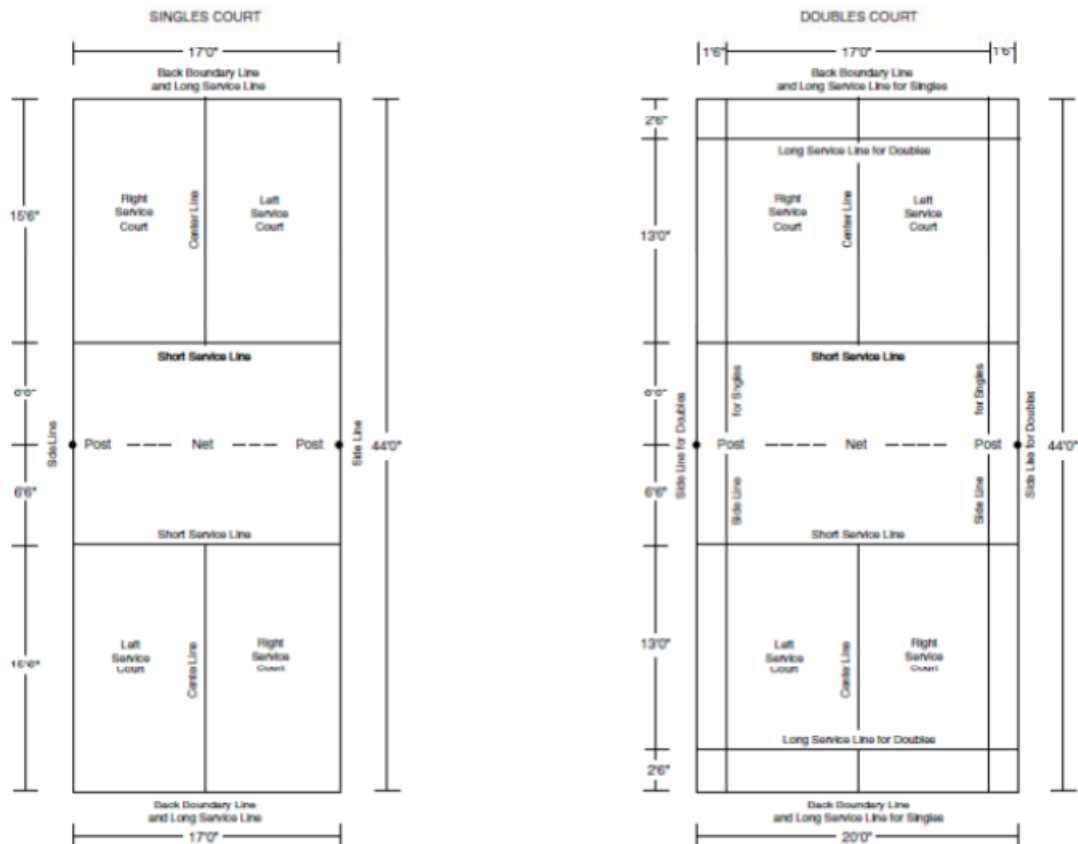 SINGLES COURT
17'0"
Back Boundary Line
and Long Service Line
15'6"
Right
Service
Court
Center Line
Left
Service
Court
Short Service Line
6'6"
Side Line
Post
Net
Post
Side Line
44'0"
6'6"
Short Service Line
15'6"
Left
Service
Court
Center Line
Right
Service
Court
Back Boundary Line
and Long Service Line
17'0"
DOUBLES COURT
1'6"
17'0"
1'6"
Back Boundary Line
and Long Service Line for Singles
2'6"
Long Service Line for Doubles
13'0"
Right
Service
Court
Center Line
Left
Service
Court
Short Service Line
6'6"
Side Line for Doubles
Side Line for Sngles
Post
Net
Post
Side Line for Sngles
Side Line for Doubles
44'0"
6'6"
Short Service Line
13'0"
Left
Service
Court
Center Line
Right
Service
Court
Long Service Line for Doubles
2'6"
Back Boundary Line
and Long Service Line for Singles
20'0"